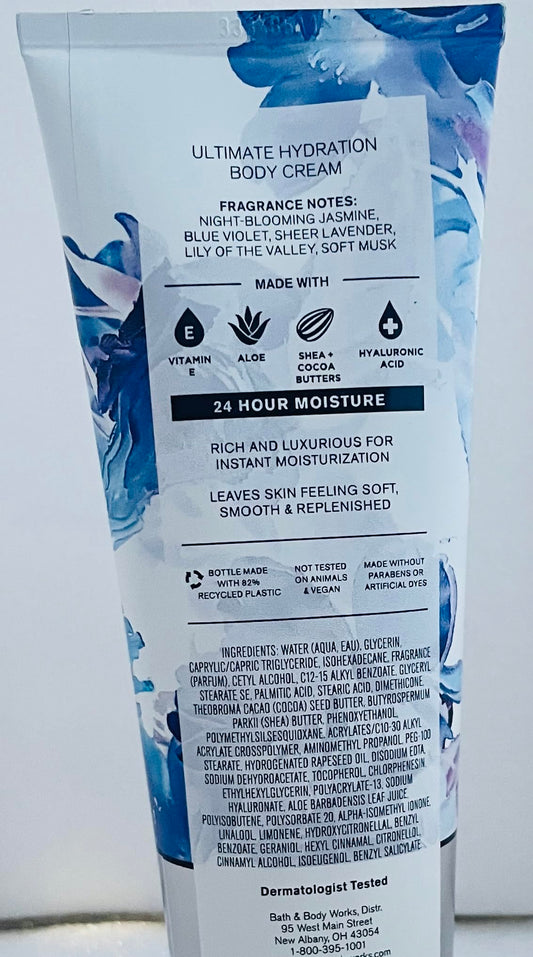 ULTIMATE HYDRATION
BODY CREAM
FRAGRANCE NOTES:
NIGHT-BLOOMING JASMINE,
BLUE VIOLET, SHEER LAVENDER,
LILY OF THE VALLEY, SOFT MUSK
MADE WITH
E
VITAMIN
E
ALOE
SHEA +
COCOA
BUTTERS
HYALURONIC
ACID
24 HOUR MOISTURE
RICH AND LUXURIOUS FOR
INSTANT MOISTURIZATION
LEAVES SKIN FEELING SOFT,
SMOOTH & REPLENISHED
BOTTLE MADE
WITH 82%
RECYCLED PLASTIC
NOT TESTED
ON ANIMALS
& VEGAN
MADE WITHOUT
PARABENS OR
ARTIFICIAL DYES
INGREDIENTS: WATER (AQUA, EAU), GLYCERIN,
CAPRYLIC/CAPRIC TRIGLYCERIDE, ISOHEXADECANE, FRAGRANCE
(PARFUM), CETYL ALCOHOL, C12-15 ALKYL BENZOATE, GLYCERYL
STEARATE SE, PALMITIC ACID, STEARIC ACID, DIMETHICONE,
THEOBROMA CACAO (COCOA) SEED BUTTER, BUTYROSPERMUM
PARKII (SHEA) BUTTER, PHENOXYETHANOL,
POLYMETHYLSILSESQUIOXANE, ACRYLATES/C10-30 ALKYL
ACRYLATE CROSSPOLYMER, AMINOMETHYL PROPANOL, PEG-100
STEARATE, HYDROGENATED RAPESEED OIL, DISODIUM EDTA,
SODIUM DEHYDROACETATE, TOCOPHEROL, CHLORPHENESIN,
ETHYLHEXYLGLYCERIN, POLYACRYLATE-13, SODIUM
HYALURONATE, ALOE BARBADENSIS LEAF JUICE,
POLYISOBUTENE, POLYSORBATE 20, ALPHA-ISOMETHYL IONONE,
LINALOOL, LIMONENE, HYDROXYCITRONELLAL, BENZYL
BENZOATE, GERANIOL, HEXYL CINNAMAL, CITRONELLOL,
CINNAMYL ALCOHOL, ISOEUGENOL, BENZYL SALICYLATE
Dermatologist Tested
Bath & Body Works, Distr.
95 West Main Street
New Albany, OH 43054
1-800-395-1001